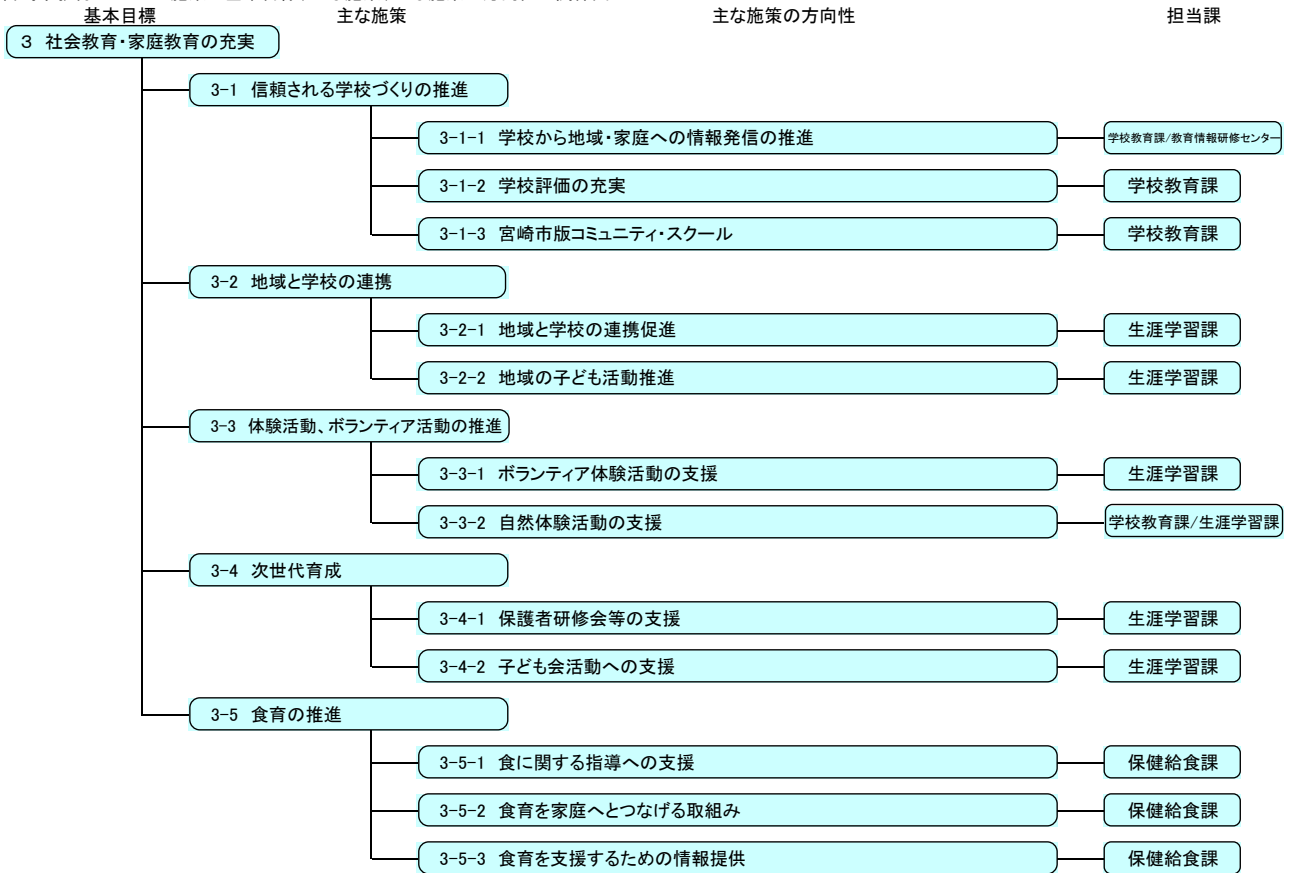 基本目標 主な施策 主な施策の方向性 担当課
3 社会教育・家庭教育の充実
3-1 信頼される学校づくりの推進
3-1-1 学校から地域・家庭への情報発信の推進 学校教育課/教育情報研修センター
3-1-2 学校評価の充実 学校教育課
3-1-3 宮崎市版コミュニティ・スクール 学校教育課
3-2 地域と学校の連携
3-2-1 地域と学校の連携促進 生涯学習課
3-2-2 地域の子ども活動推進 生涯学習課
3-3 体験活動、ボランティア活動の推進
3-3-1 ボランティア体験活動の支援 生涯学習課
3-3-2 自然体験活動の支援 学校教育課/生涯学習課
3-4 次世代育成
3-4-1 保護者研修会等の支援 生涯学習課
3-4-2 子ども会活動への支援 生涯学習課
3-5 食育の推進
3-5-1 食に関する指導への支援 保健給食課
3-5-2 食育を家庭へとつなげる取組み 保健給食課
3-5-3 食育を支援するための情報提供 保健給食課